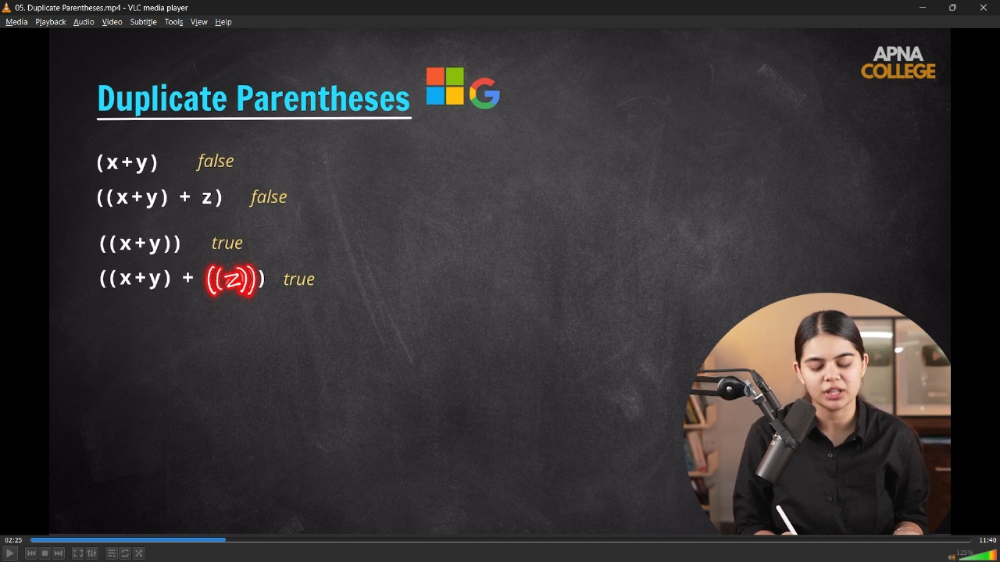 05. Duplicate Parentheses.mp4 - VLC media player
Media Playback Audio Video Subtitle Tools View Help
APNA
COLLEGE
Duplicate Parentheses
(x+y) false
((x+y) + z) false
((x+y)) true
((x+y) + ((z))) true
02:25 11:40
125%